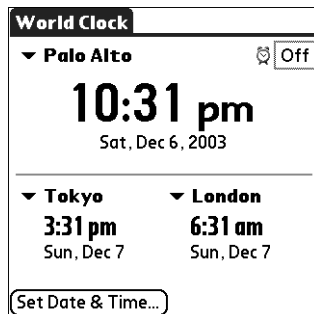 World Clock
Palo Alto Off
10:31 pm
Sat, Dec 6, 2003
Tokyo London
3:31 pm 6:31 am
Sun, Dec 7 Sun, Dec 7
Set Date & Time...